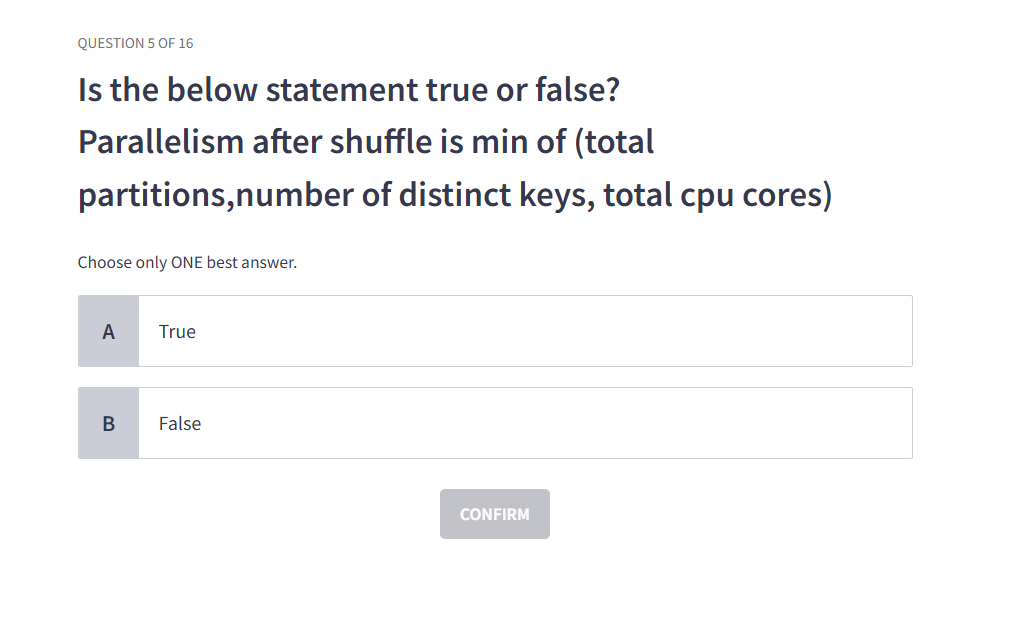 QUESTION 5 OF 16
Is the below statement true or false?
Parallelism after shuffle is min of (total
partitions,number of distinct keys, total cpu cores)
Choose only ONE best answer.
A True
B False
CONFIRM